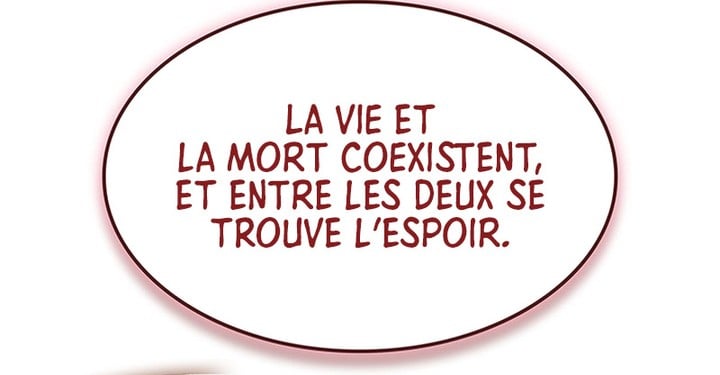 LA VIE ET
LA MORT COEXISTENT,
ET ENTRE LES DEUX SE
TROUVE L'ESPOIR.